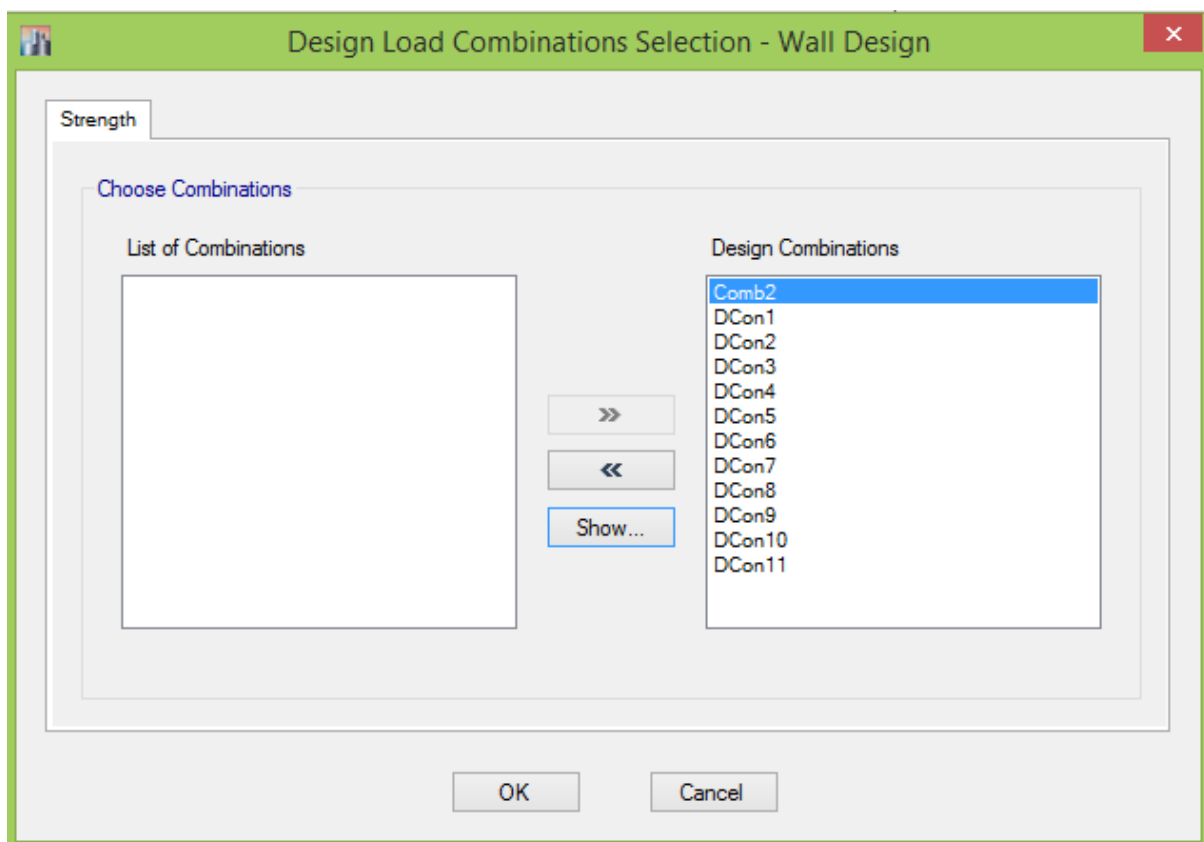 Design Load Combinations Selection - Wall Design
Strength
Choose Combinations
List of Combinations
Design Combinations
Comb2
DCon1
DCon2
DCon3
DCon4
DCon5
DCon6
DCon7
DCon8
DCon9
DCon10
DCon11
>>
<<
Show...
OK
Cancel